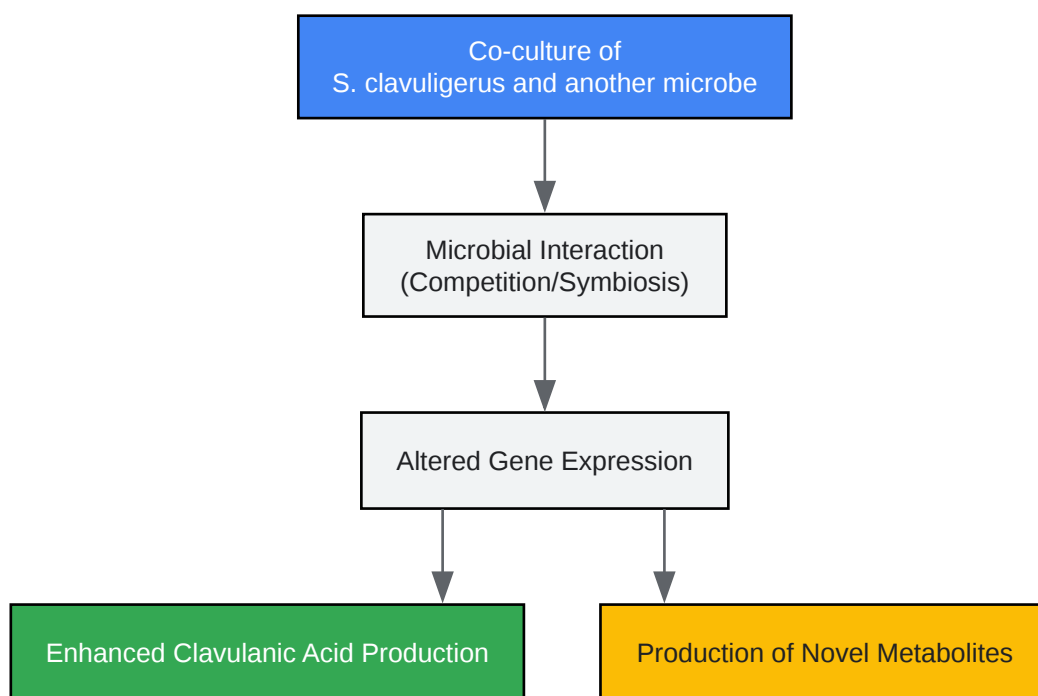 Co-culture of
S. clavuligerus and another microbe
Microbial Interaction
(Competition/Symbiosis)
Altered Gene Expression
Enhanced Clavulanic Acid Production
Production of Novel Metabolites